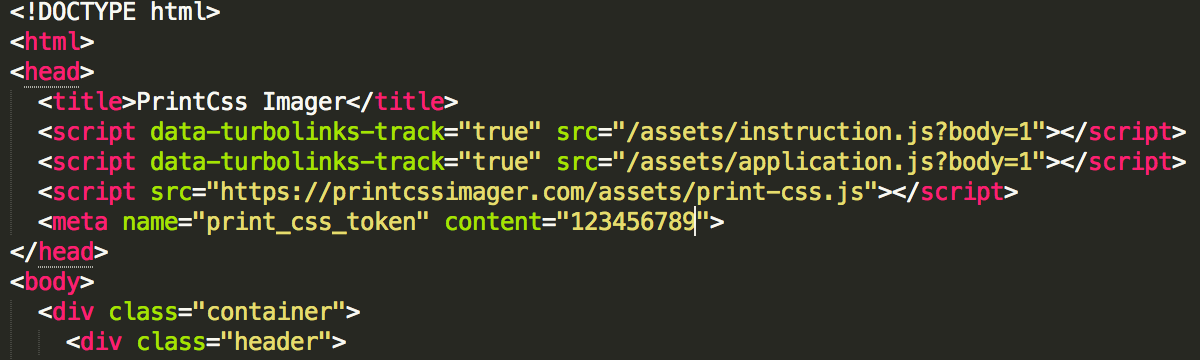 <!DOCTYPE html>
<html>
<head>
  <title>PrintCss Imager</title>
  <script data-turbolinks-track="true" src="/assets/instruction.js?body=1"></script>
  <script data-turbolinks-track="true" src="/assets/application.js?body=1"></script>
  <script src="https://printcssimager.com/assets/print-css.js"></script>
  <meta name="print_css_token" content="123456789">
</head>
<body>
  <div class="container">
    <div class="header">